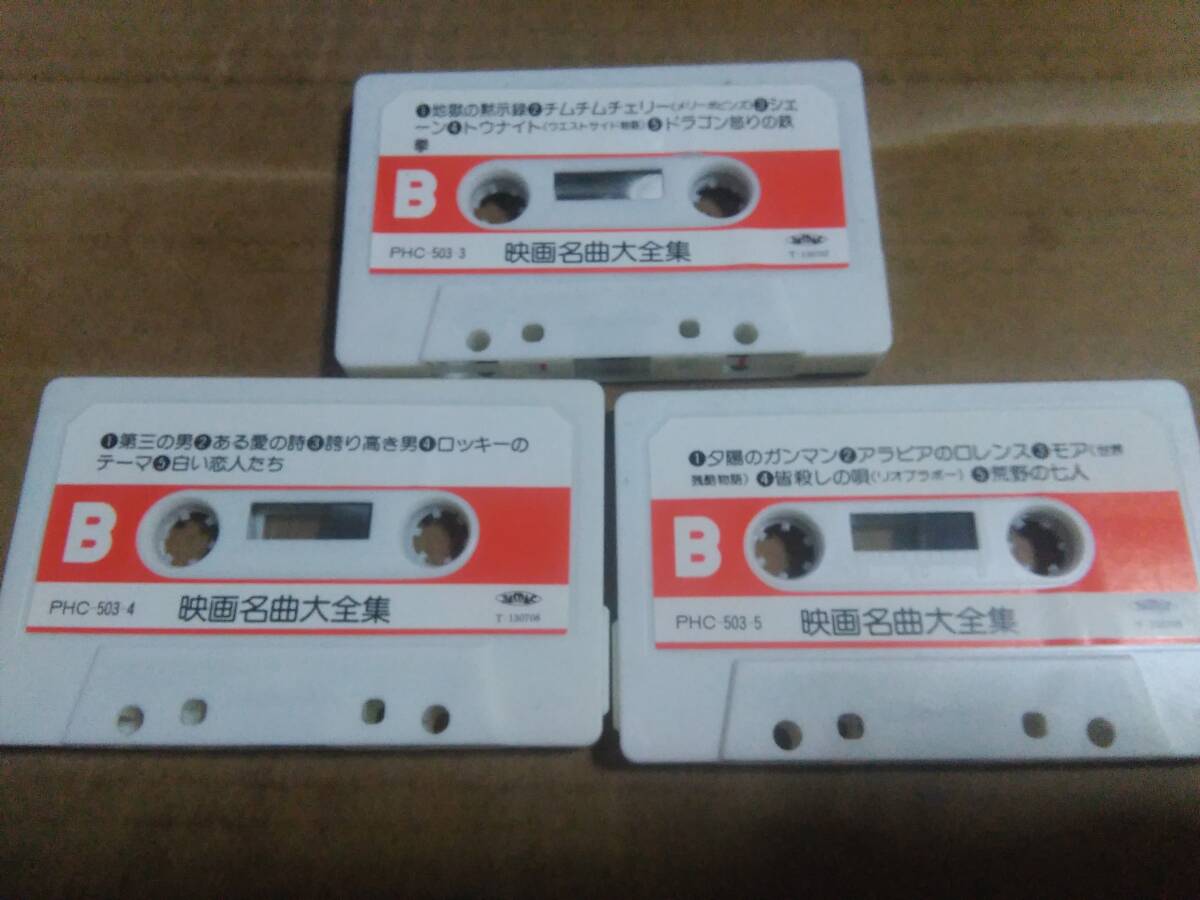 ❶地獄の黙示録❷チムチムチェリー(メリーポピンズ)❸シェ
ーン❹トウナイト(ウエストサイド物語)❺ドラゴン怒りの鉄
拳
B
PHC-503-3 映画名曲大全集
❶第三の男❷ある愛の詩❸誇り高き男❹ロッキーの
テーマ❺白い恋人たち
B
PHC-503-4 映画名曲大全集
T-130708
❶夕陽のガンマン❷アラビアのロレンス❸モア(世界
残酷物語)❹皆殺しの唄(リオブラボー)❺荒野の七人
B
PHC-503-5 映画名曲大全集